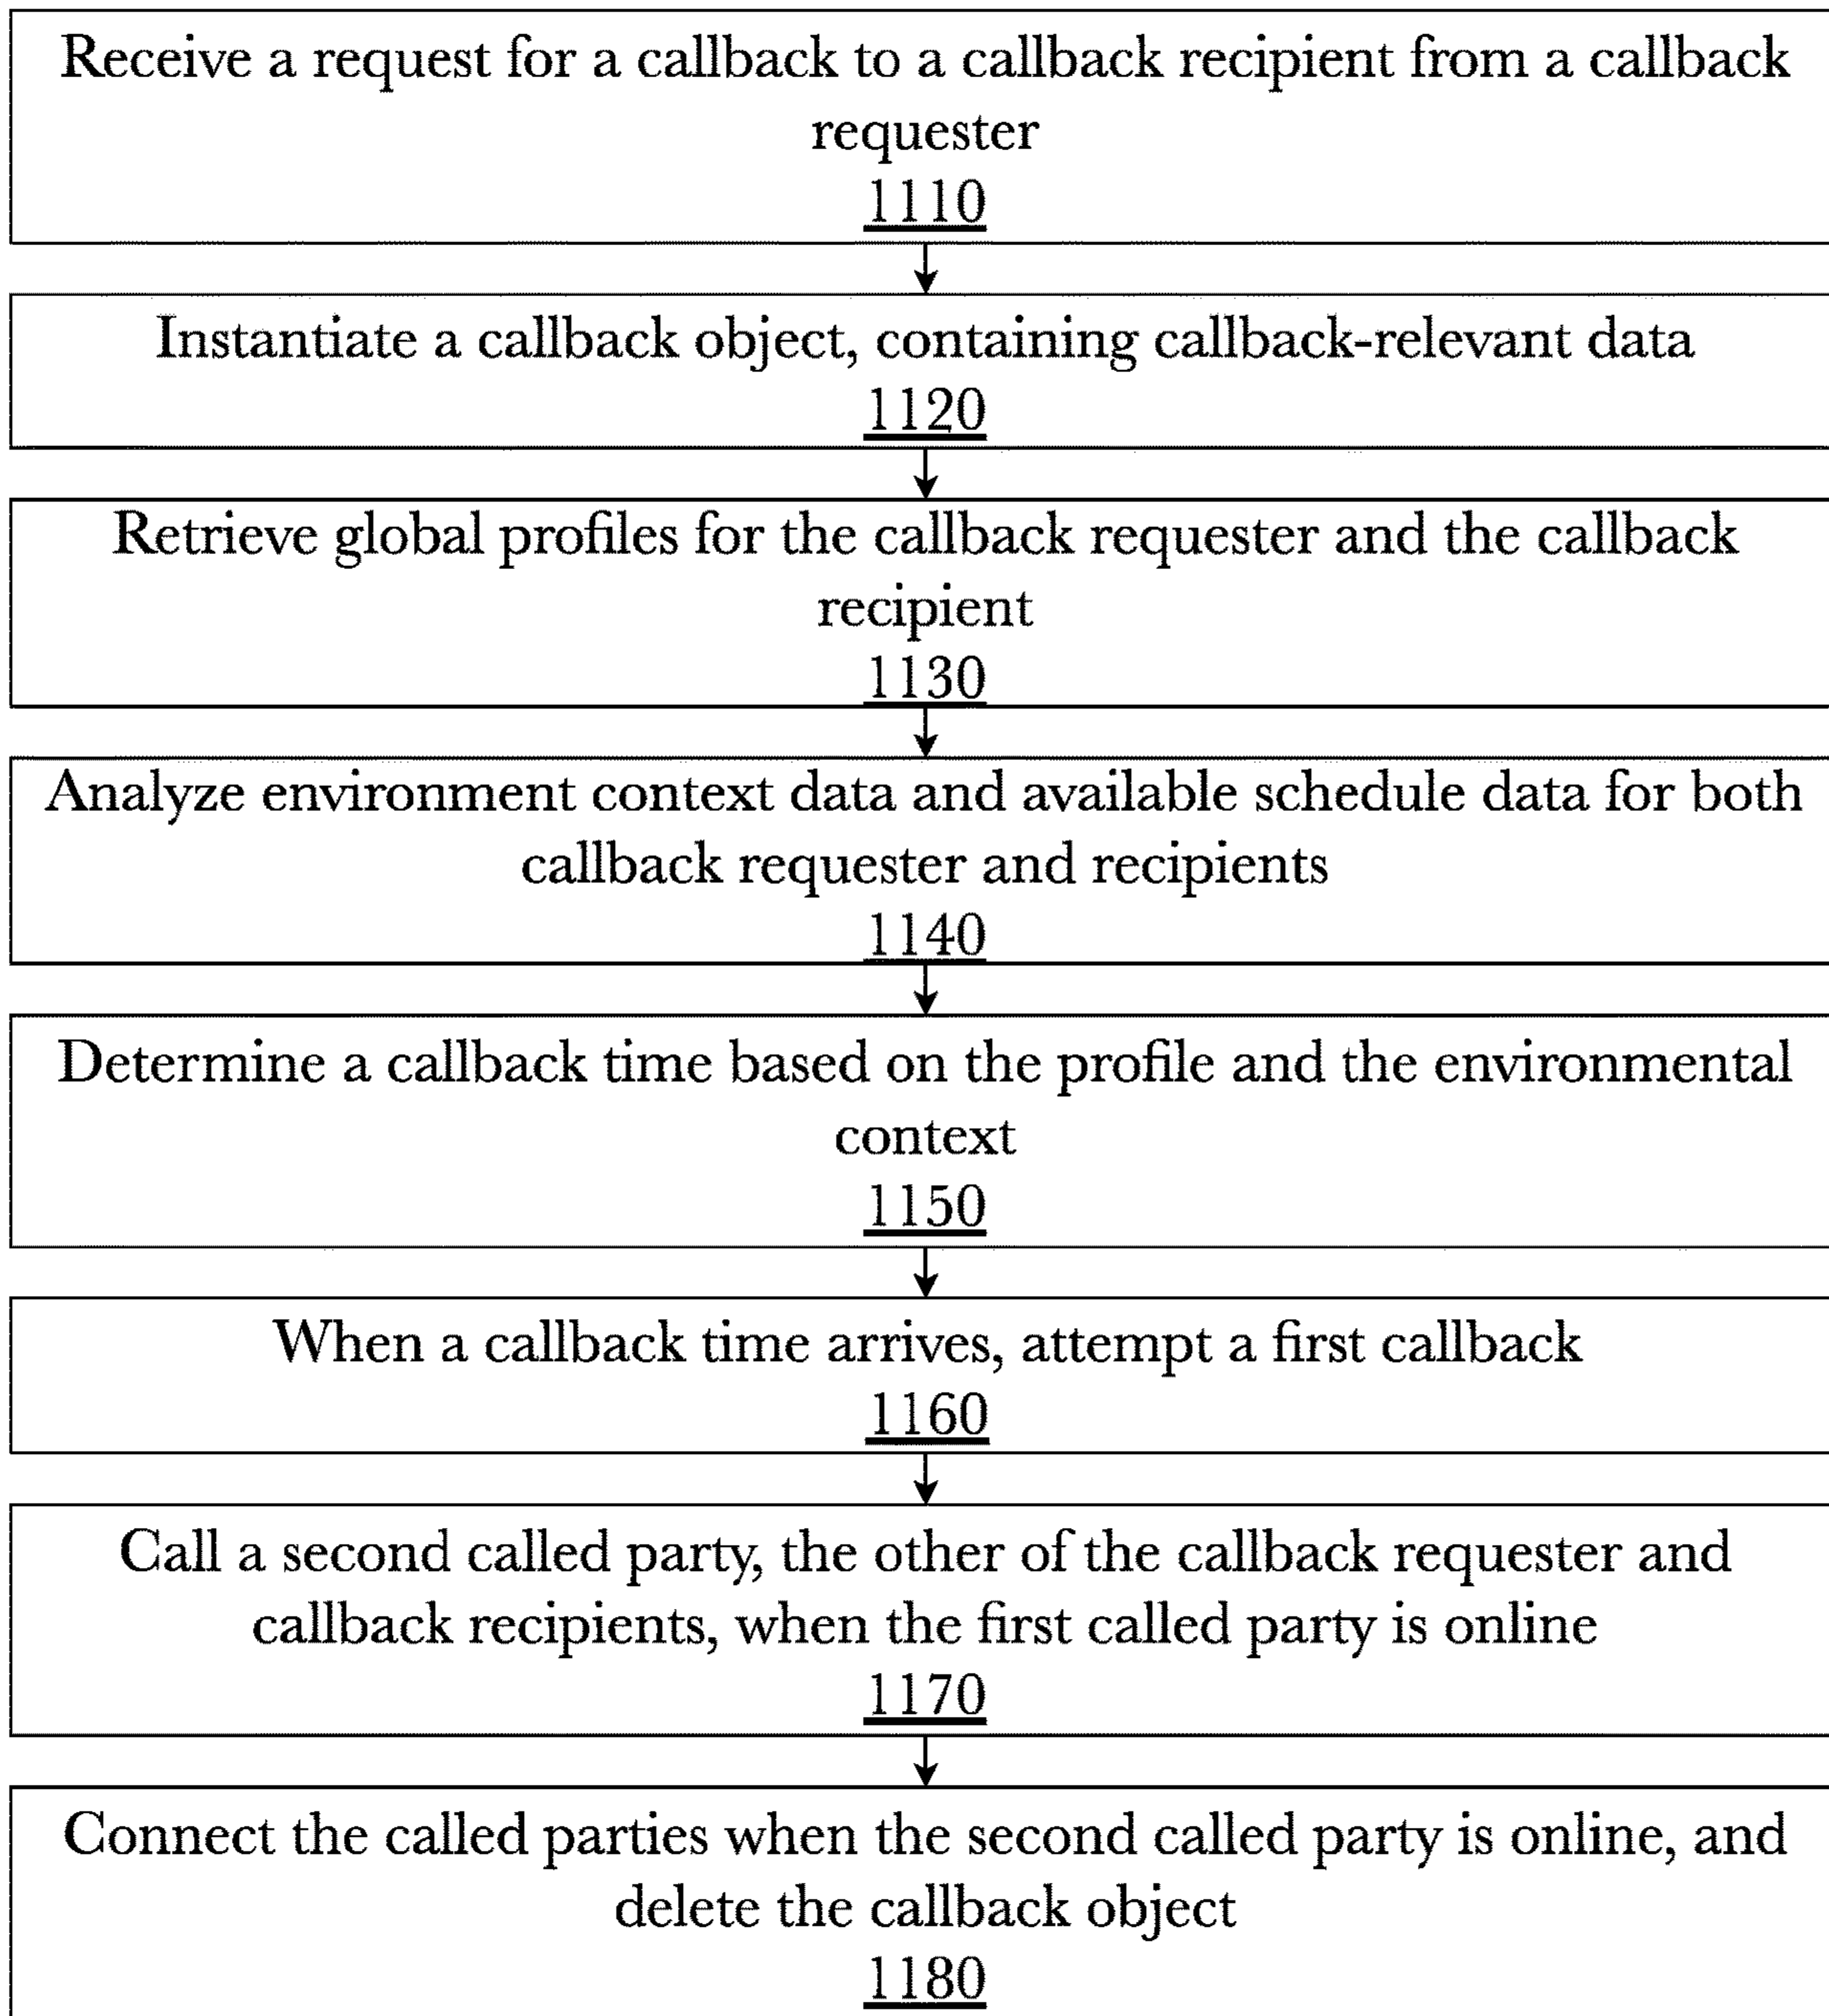 Receive a request for a callback to a callback recipient from a callback
requester
1110
Instantiate a callback object, containing callback-relevant data
1120
Retrieve global profiles for the callback requester and the callback
recipient
1130
Analyze environment context data and available schedule data for both
callback requester and recipients
1140
Determine a callback time based on the profile and the environmental
context
1150
When a callback time arrives, attempt a first callback
1160
Call a second called party, the other of the callback requester and
callback recipients, when the first called party is online
1170
Connect the called parties when the second called party is online, and
delete the callback object
1180